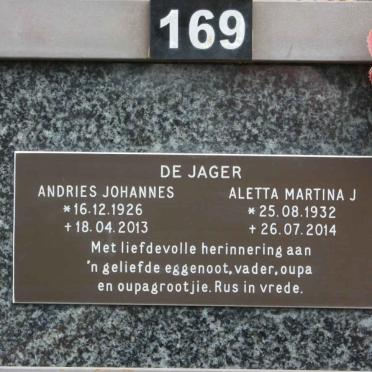 169
DE JAGER
ANDRIES JOHANNES ALETTA MARTINA J
*16.12.1926 * 25.08.1932
+ 18.04.2013 + 26.07.2014
Met liefdevolle herinnering aan
'n geliefde eggenoot, vader, oupa
en oupagrootjie. Rus in vrede.